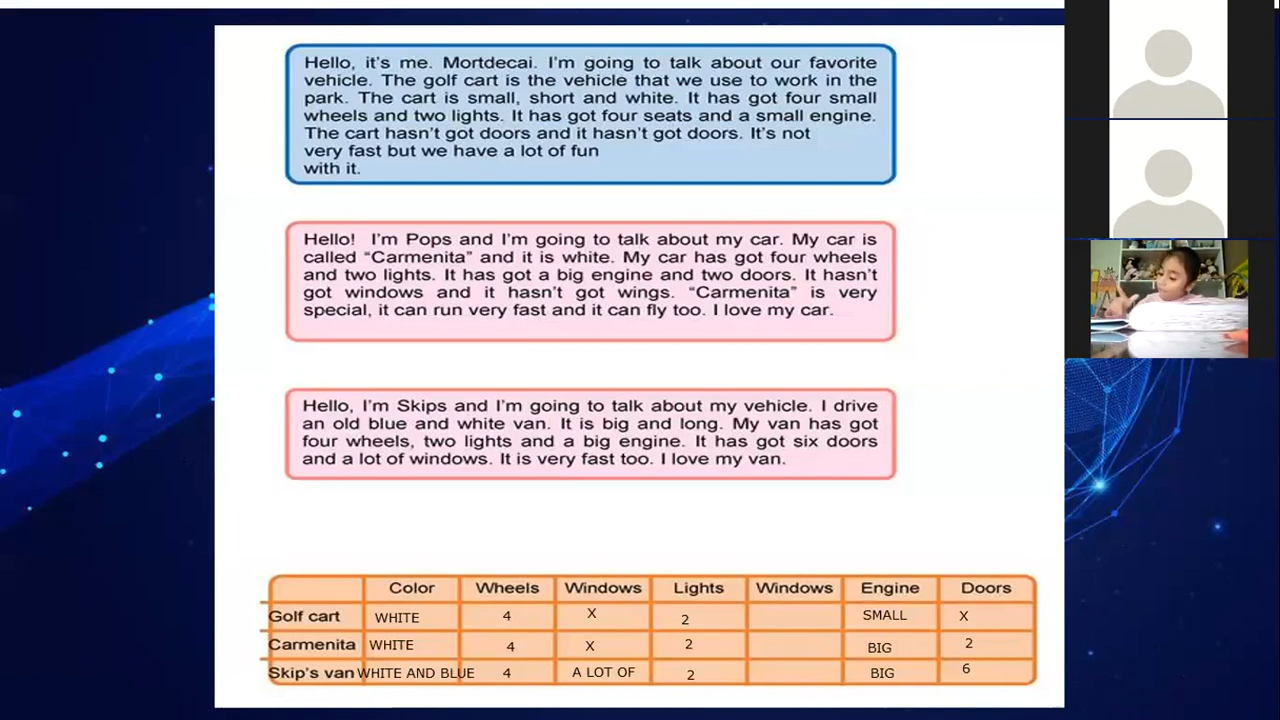 Hello, it's me. Mortdecai. I'm going to talk about our favorite
vehicle. The golf cart is the vehicle that we use to work in the
park. The cart is small, short and white. It has got four small
wheels and two lights. It has got four seats and a small engine.
The cart hasn't got doors and it hasn't got doors. It's not
very fast but we have a lot of fun
with it.
Hello! I'm Pops and I'm going to talk about my car. My car is
called "Carmenita" and it is white. My car has got four wheels
and two lights. It has got a big engine and two doors. It hasn't
got windows and it hasn't got wings. "Carmenita" is very
special, it can run very fast and it can fly too. I love my car.
Hello, I'm Skips and I'm going to talk about my vehicle. I drive
an old blue and white van. It is big and long. My van has got
four wheels, two lights and a big engine. It has got six doors
and a lot of windows. It is very fast too. I love my van.
Color Wheels Windows Lights Windows Engine Doors
Golf cart WHITE 4 X 2 SMALL X
Carmenita WHITE 4 X 2 BIG 2
Skip's van WHITE AND BLUE 4 A LOT OF 2 BIG 6